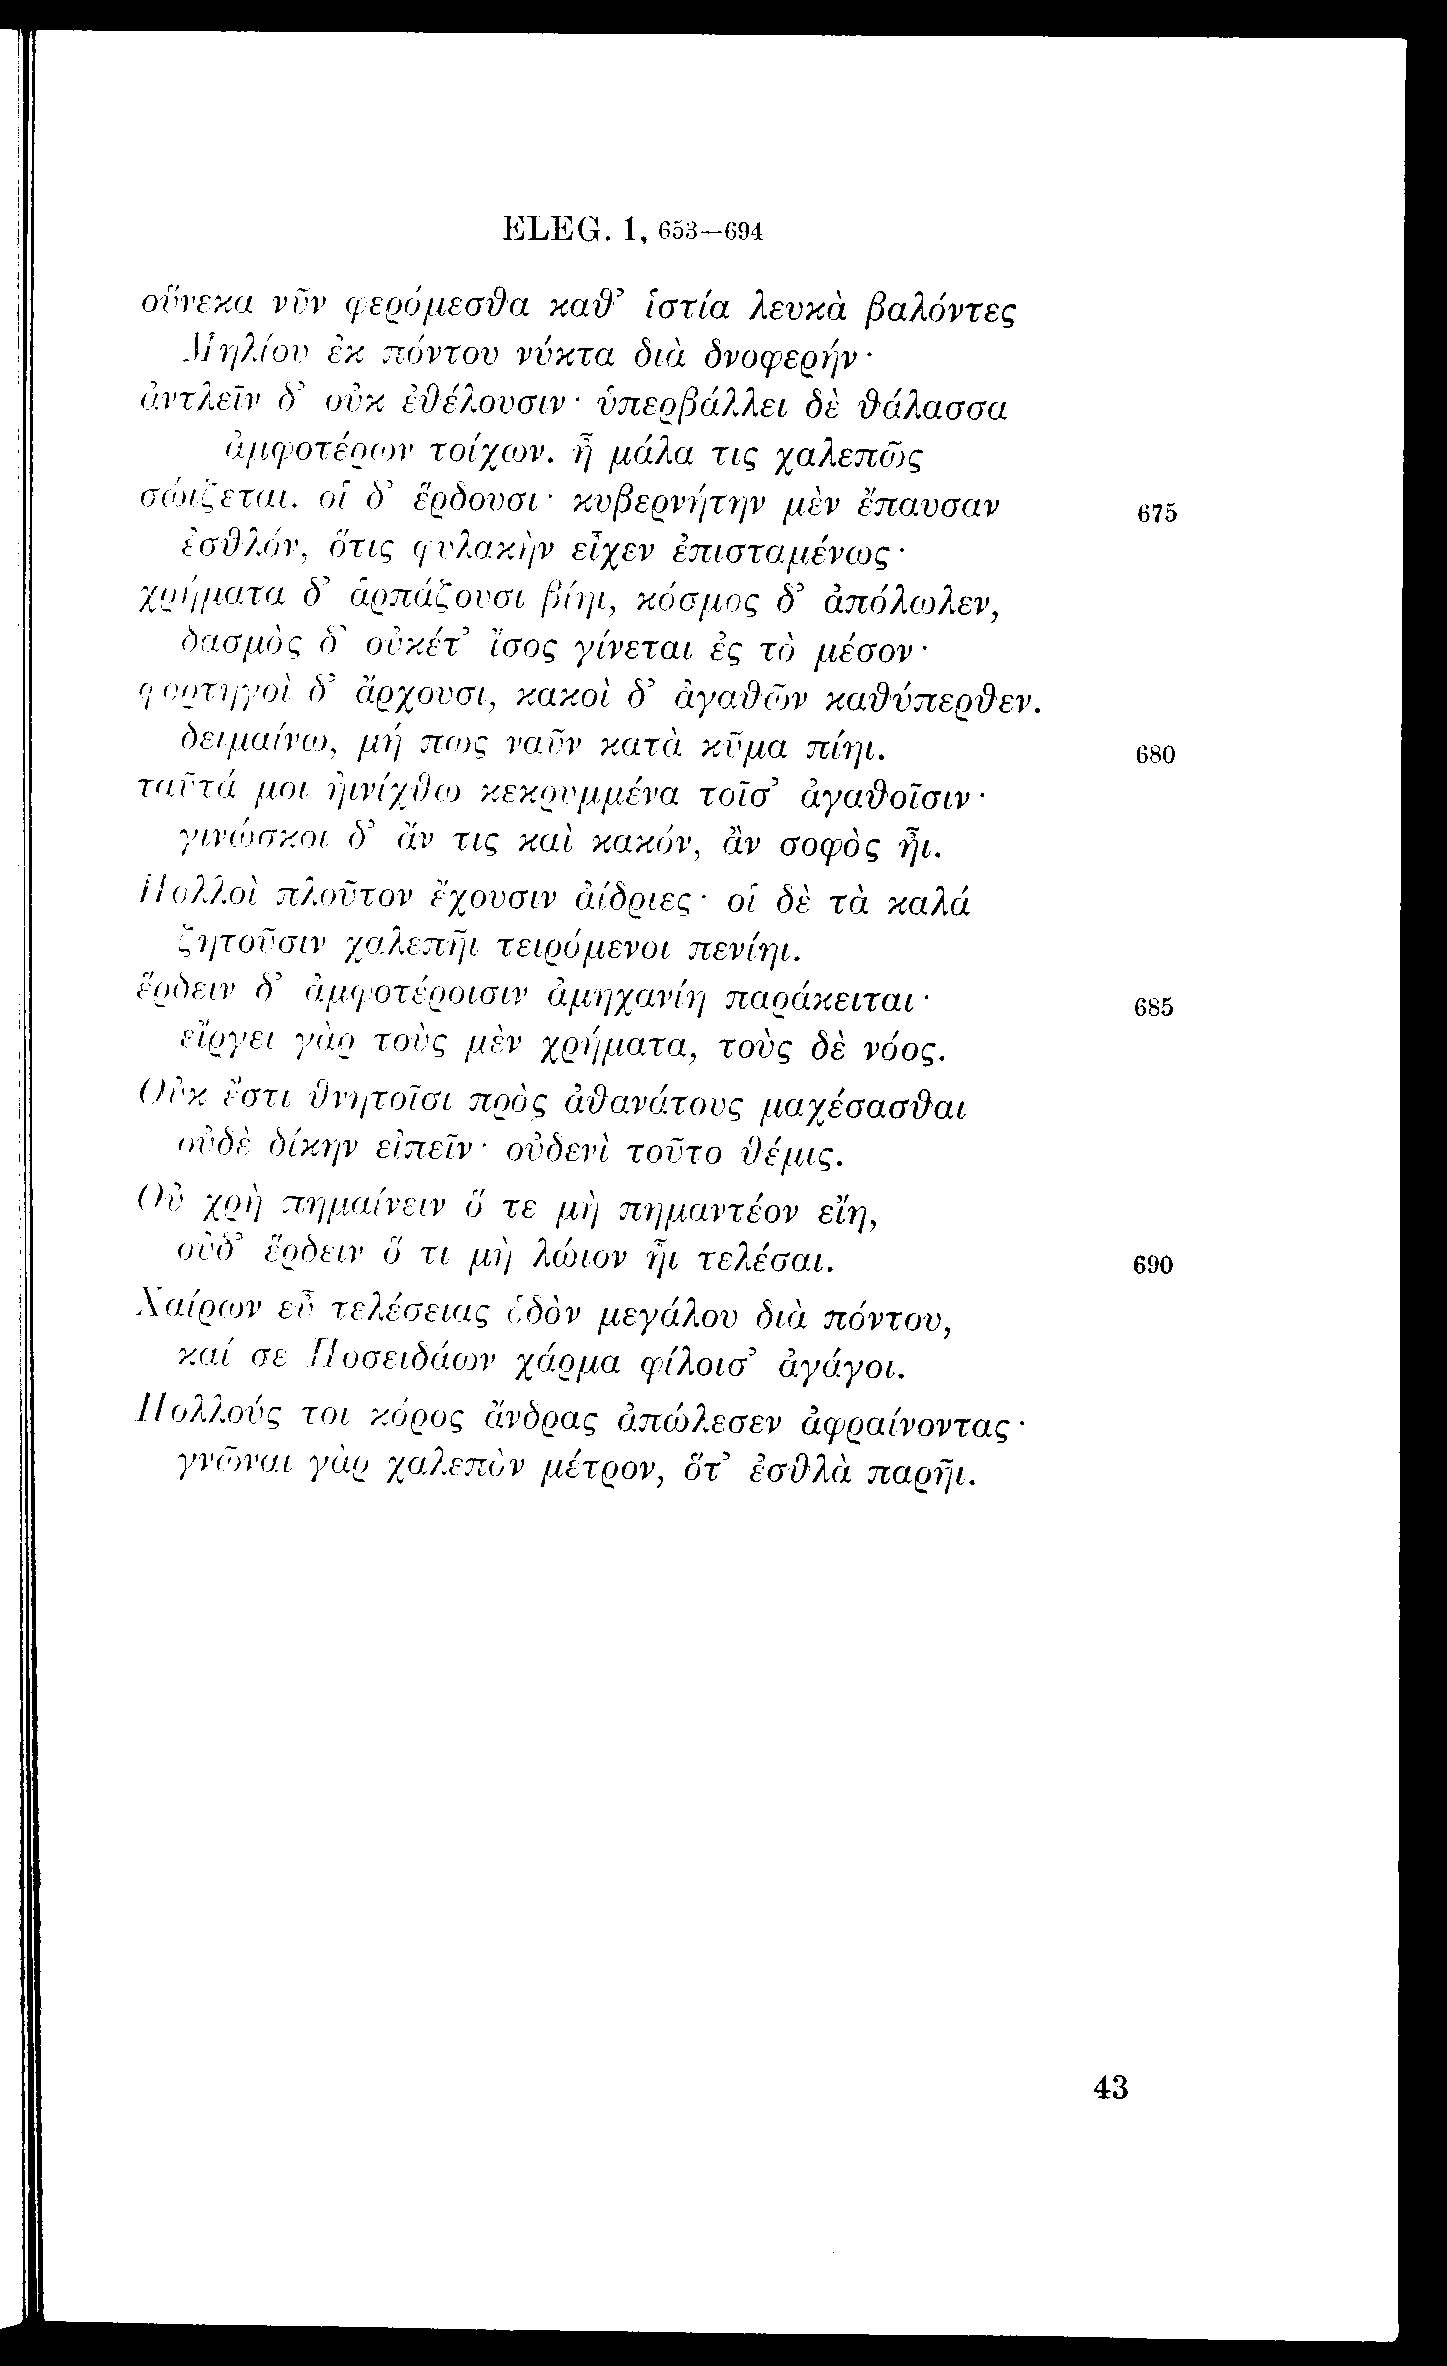 ELEG. 1, 653—694
οὕνεκα νῦν φερόμεσθα καθ’ ἱστία λευκὰ βαλόντες
Μηλίου ἐκ πόντου νύκτα διὰ δνοφερήν·
ἀντλεῖν δ’ οὐκ ἐθέλουσιν· ὑπερβάλλει δὲ θάλασσα
ἀμφοτέρων τοίχων. ἦ μάλα τις χαλεπῶς
σώιζεται. οἱ δ’ ἔρδουσι· κυβερνήτην μὲν ἔπαυσαν 675
ἐσθλόν, ὅτις φυλακὴν εἶχεν ἐπισταμένως·
χρήματα δ’ ἁρπάζουσι βίηι, κόσμος δ’ ἀπόλωλεν,
δασμὸς δ’ οὐκέτ’ ἴσος γίνεται ἐς τὸ μέσον·
φορτηγοὶ δ’ ἄρχουσι, κακοὶ δ’ ἀγαθῶν καθύπερθεν.
δειμαίνω, μή πως ναῦν κατὰ κῦμα πίηι. 680
ταῦτά μοι ἠινίχθω κεκρυμμένα τοῖσ’ ἀγαθοῖσιν·
γινώσκοι δ’ ἄν τις καὶ κακόν, ἂν σοφὸς ἦι.
Πολλοὶ πλοῦτον ἔχουσιν ἀίδριες· οἱ δὲ τὰ καλά
ζητοῦσιν χαλεπῆι τειρόμενοι πενίηι.
ἔρδειν δ’ ἀμφοτέροισιν ἀμηχανίη παράκειται· 685
εἴργει γὰρ τοὺς μὲν χρήματα, τοὺς δὲ νόος.
Οὐκ ἔστι θνητοῖσι πρὸς ἀθανάτους μαχέσασθαι
οὐδὲ δίκην εἰπεῖν· οὐδενὶ τοῦτο θέμις.
Οὐ χρὴ πημαίνειν ὅ τε μὴ πημαντέον εἴη,
οὐδ’ ἔρδειν ὅ τι μὴ λώιον ἦι τελέσαι. 690
Χαίρων εὖ τελέσειας ὁδὸν μεγάλου διὰ πόντου,
καί σε Ποσειδάων χάρμα φίλοισ’ ἀγάγοι.
Πολλούς τοι κόρος ἄνδρας ἀπώλεσεν ἀφραίνοντας·
γνῶναι γὰρ χαλεπὸν μέτρον, ὅτ’ ἐσθλὰ παρῆι.
43